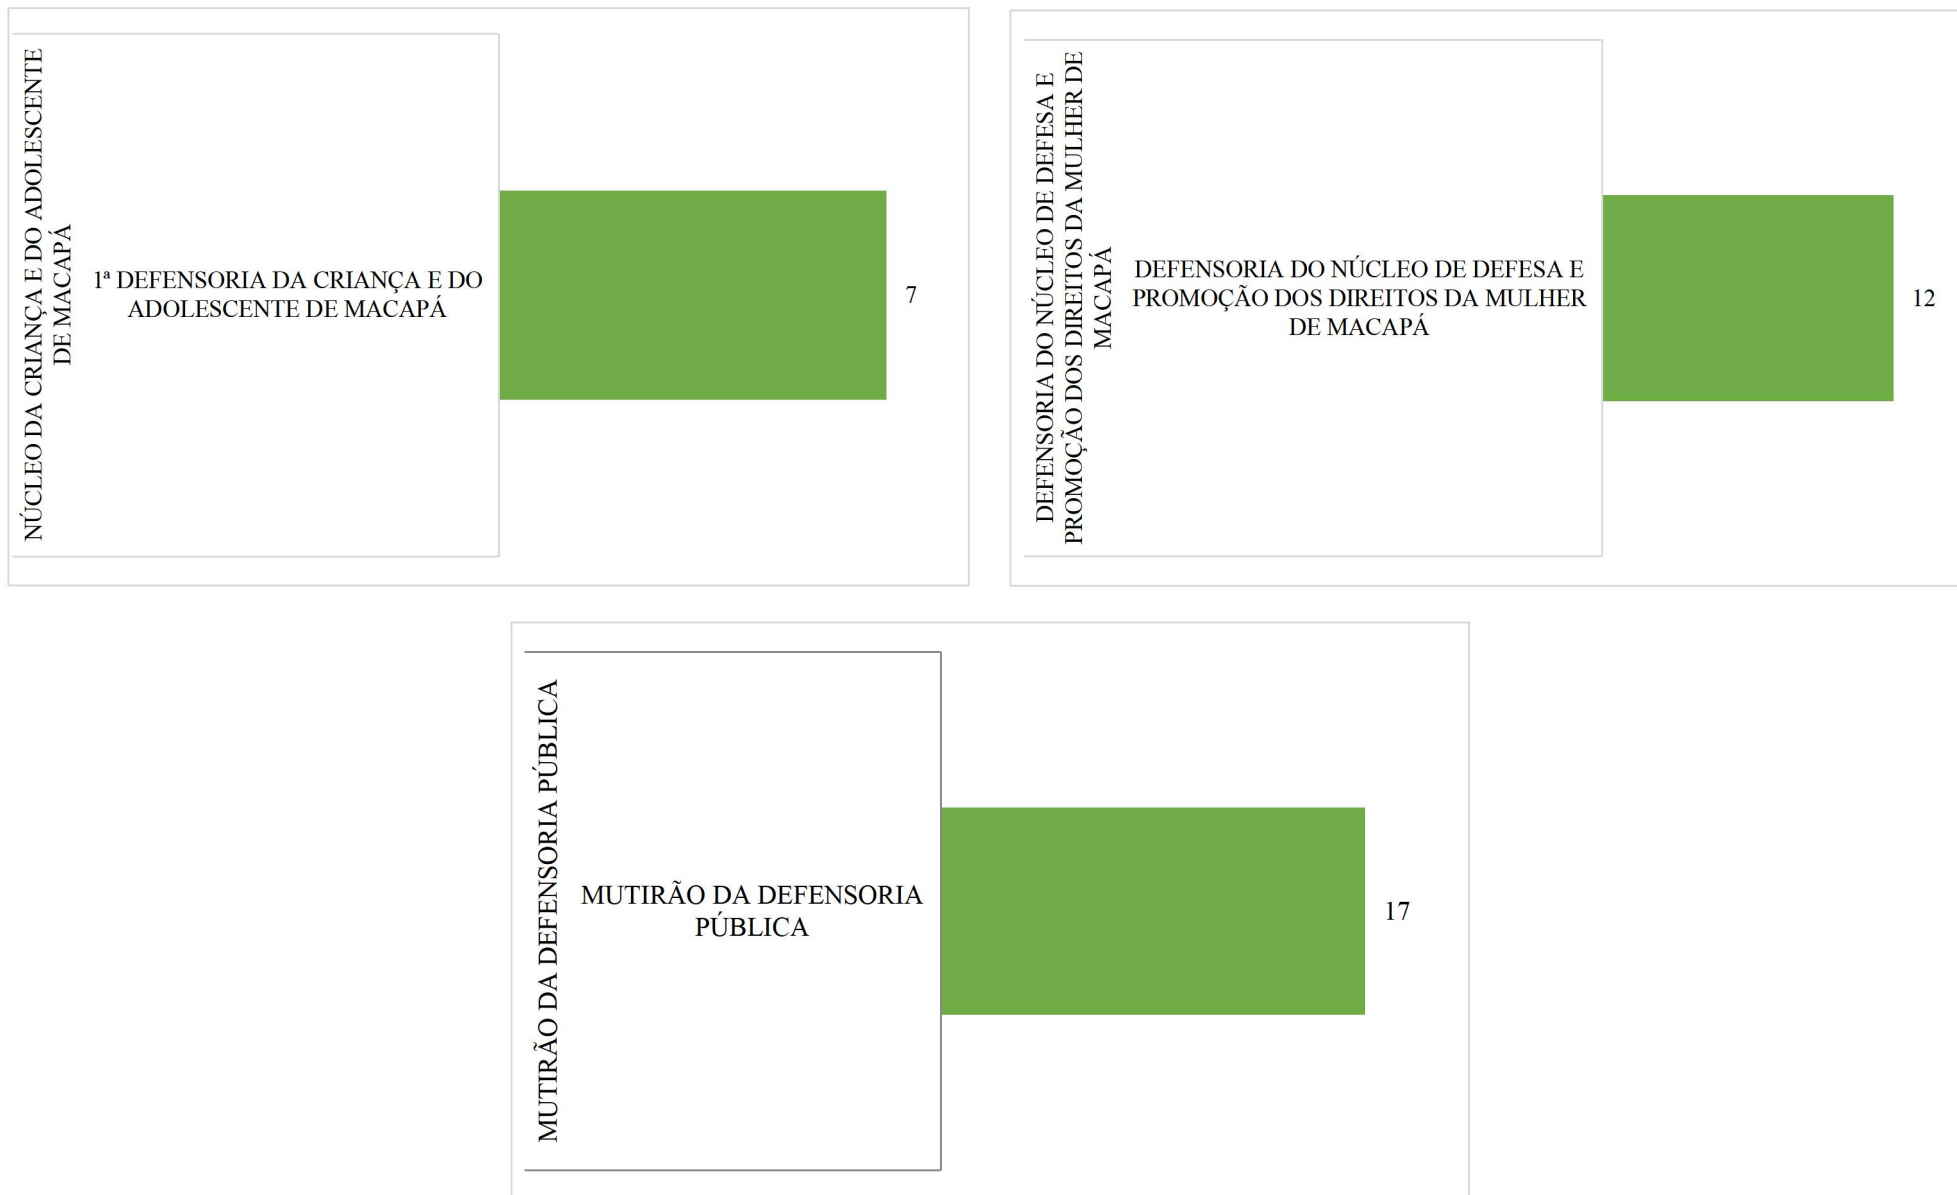 NÚCLEO DA CRIANÇA E DO ADOLESCENTE
DE MACAPÁ
1ª DEFENSORIA DA CRIANÇA E DO
ADOLESCENTE DE MACAPÁ
7
DEFENSORIA DO NÚCLEO DE DEFESA E
PROMOÇÃO DOS DIREITOS DA MULHER DE
MACAPÁ
DEFENSORIA DO NÚCLEO DE DEFESA E
PROMOÇÃO DOS DIREITOS DA MULHER
DE MACAPÁ
12
MUTIRÃO DA DEFENSORIA PÚBLICA
MUTIRÃO DA DEFENSORIA
PÚBLICA
17